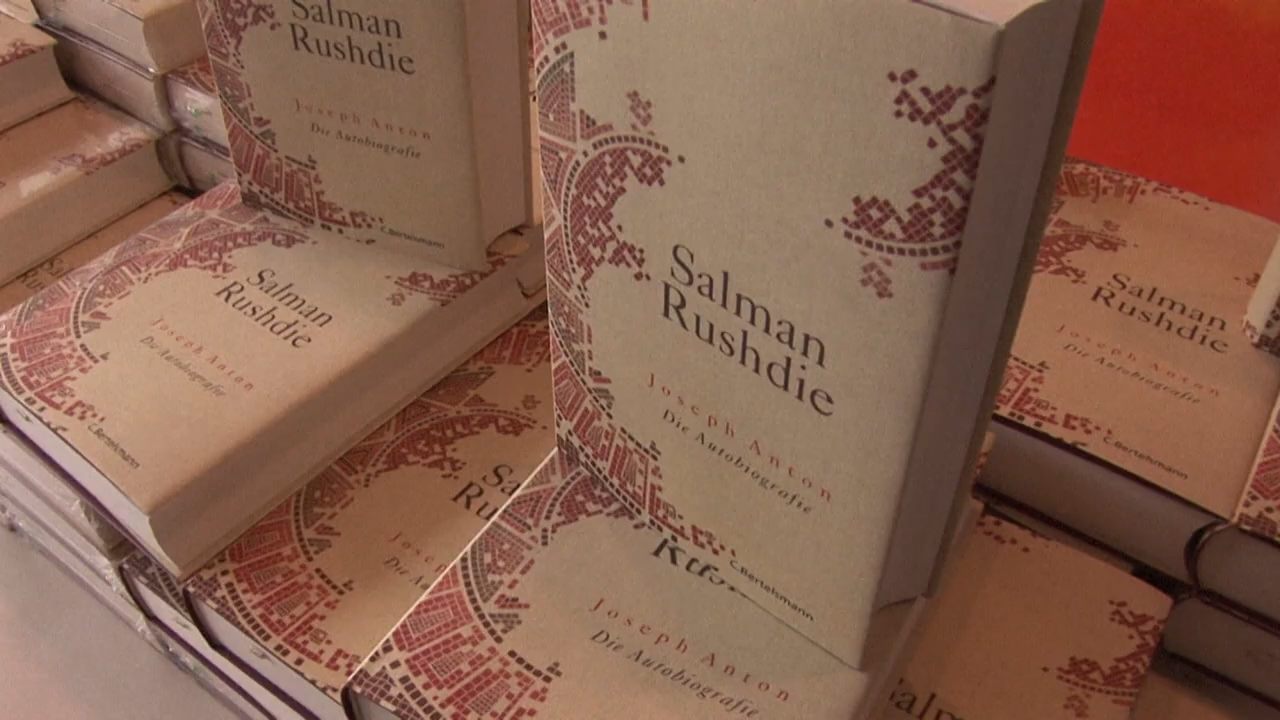 Salman
Rushdie
Joseph Anton
Die Autobiografie
C. Bertelsmann
Salman
Rushdie
Joseph Anton
Die Autobiografie
C. Bertelsmann
Salman
Rushdie
Joseph Anton
Die Autobiografie
C. Bertelsmann
Salman
Rushdie
Joseph Anton
Die Autobiografie
C. Bertelsmann
Joseph Anton
Die Autobiografie